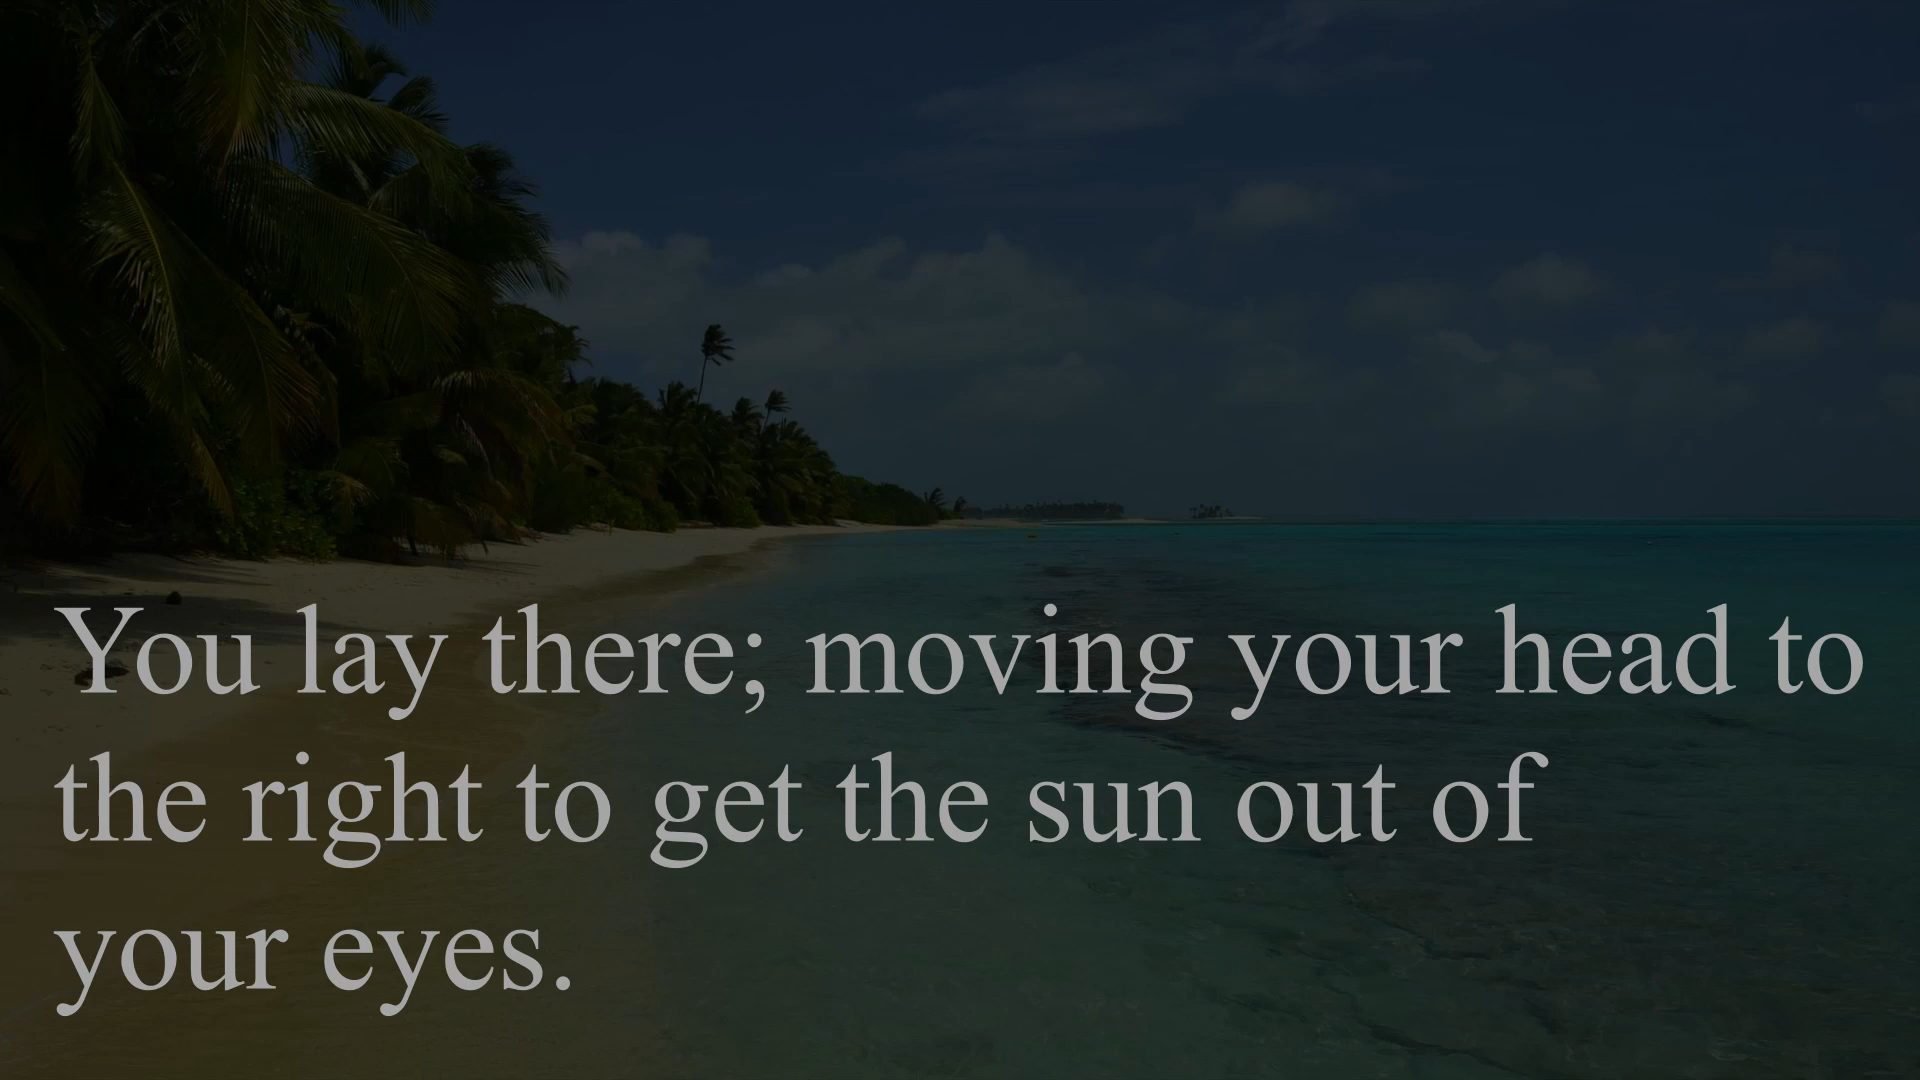 You lay there; moving your head to
the right to get the sun out of
your eyes.